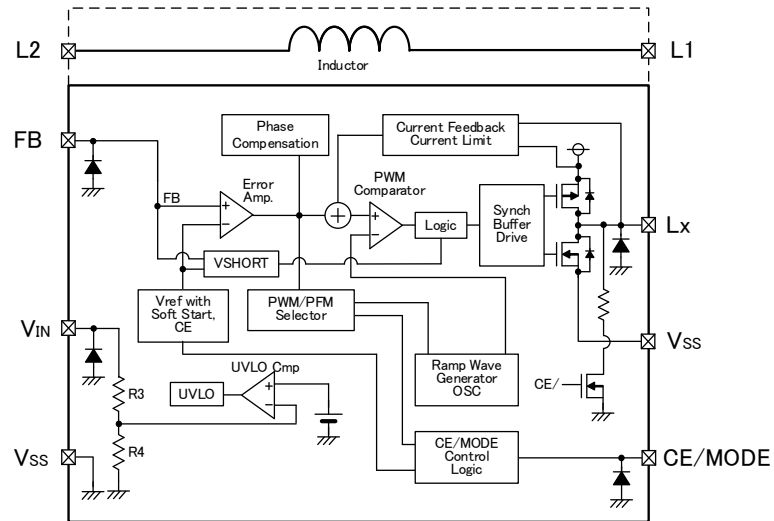 L2
L1
Inductor
FB
Phase
Compensation
Current Feedback
Current Limit
Error
Amp.
PWM
Comparator
FB
+
−
+
+
−
Logic
Synch
Buffer
Drive
Lx
VSHORT
Vref with
Soft Start,
CE
PWM/PFM
Selector
VIN
VSS
R3
UVLO Cmp
UVLO
+
−
Ramp Wave
Generator
OSC
CE/
R4
VSS
CE/MODE
Control
Logic
CE/MODE